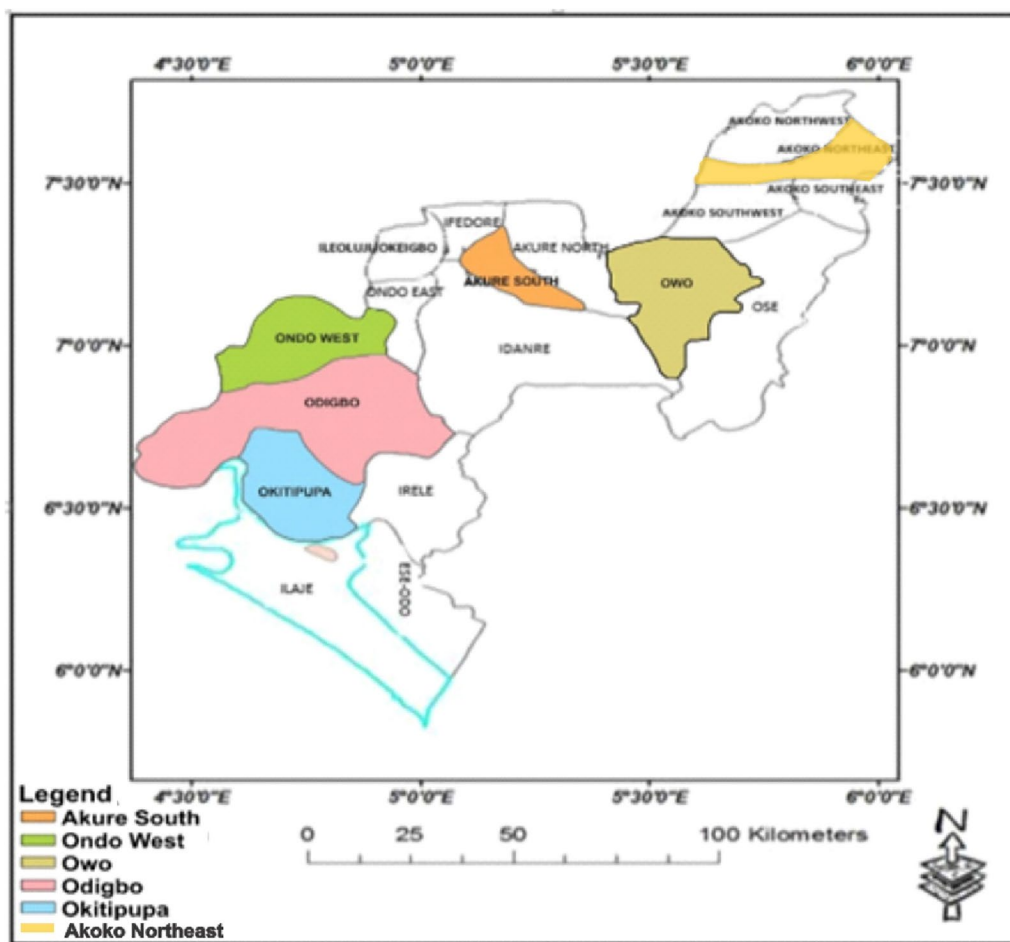 4°30'0"E 5°0'0"E 5°30'0"E 6°0'0"E
AKOKO NORTHWEST
AKOKO NORTHEAST
7°30'0"N 7°30'0"N
AKOKO SOUTHEAST
AKOKO SOUTHWEST
IFEDORE
ILEOLUJI/OKEIGBO
AKURE NORTH
AKURE SOUTH
OWO
ONDO EAST
OSE
ONDO WEST
7°0'0"N 7°0'0"N
IDANRE
ODIGBO
OKITIPUPA
IRELE
6°30'0"N 6°30'0"N
ILAJE
ESE-ODO
6°0'0"N 6°0'0"N
4°30'0"E 5°0'0"E 5°30'0"E 6°0'0"E
Legend
Akure South
Ondo West
Owo
Odigbo
Okitipupa
Akoko Northeast
0 25 50 100 Kilometers
N